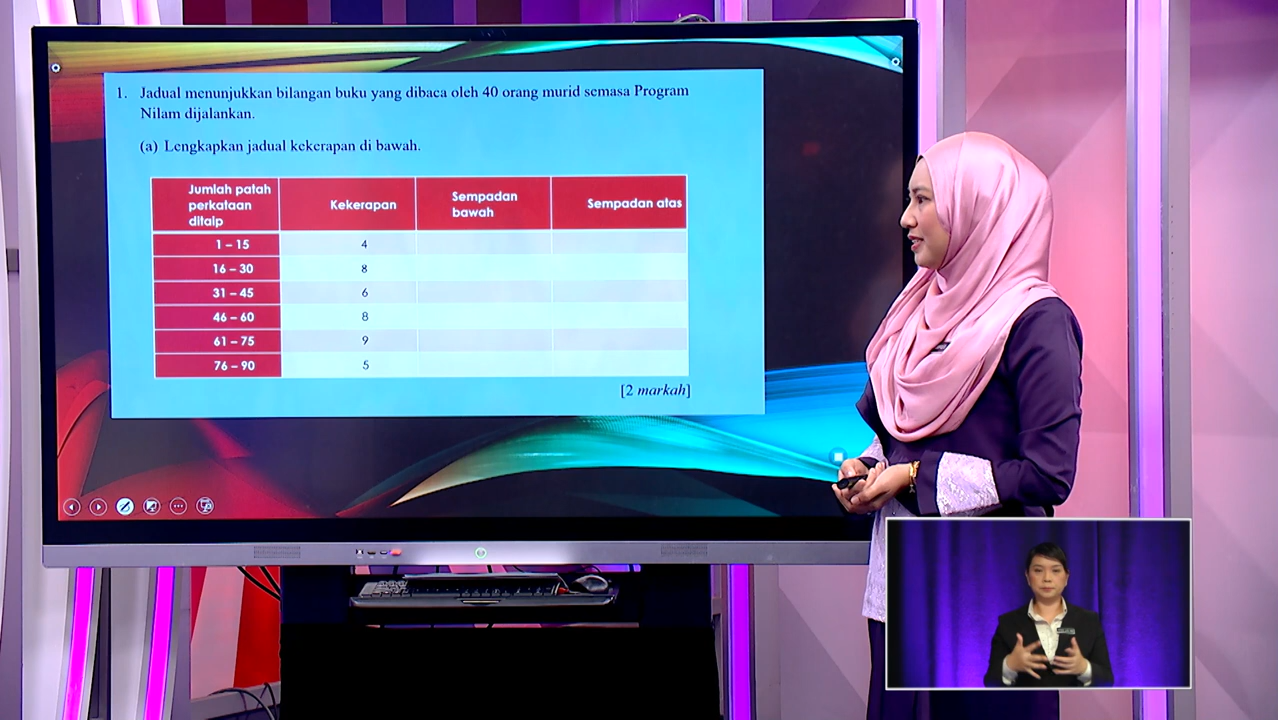 1. Jadual menunjukkan bilangan buku yang dibaca oleh 40 orang murid semasa Program
Nilam dijalankan.
(a) Lengkapkan jadual kekerapan di bawah.
Jumlah patah
perkataan
ditaip
Kekerapan
Sempadan
bawah
Sempadan atas
1 – 15 4
16 – 30 8
31 – 45 6
46 – 60 8
61 – 75 9
76 – 90 5
[2 markah]